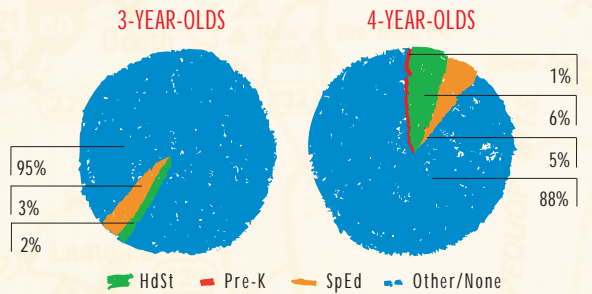 3-YEAR-OLDS
4-YEAR-OLDS
95%
3%
2%
1%
6%
5%
88%
HdSt Pre-K SpEd Other/None